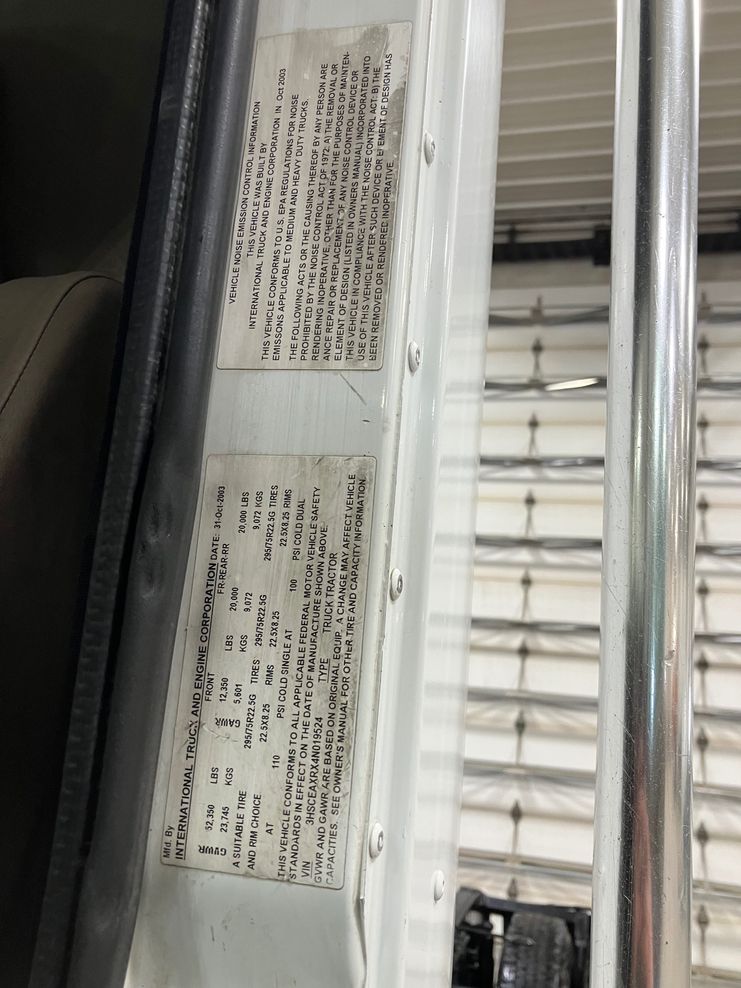 Mfd. By
INTERNATIONAL TRUCK AND ENGINE CORPORATION DATE: 31-Oct-2003
FRONT FR-REAR-RR
GVWR 52,350 LBS GAWR 12,350 LBS 20,000 20,000 LBS
23,745 KGS 5,601 KGS 9,072 9,072 KGS
A SUITABLE TIRE 295/75R22.5G TIRES 295/75R22.5G 295/75R22.5G TIRES
AND RIM CHOICE 22.5X8.25 RIMS 22.5X8.25 22.5X8.25 RIMS
AT 110 PSI COLD SINGLE AT 100 PSI COLD DUAL
THIS VEHICLE CONFORMS TO ALL APPLICABLE FEDERAL MOTOR VEHICLE SAFETY
STANDARDS IN EFFECT ON THE DATE OF MANUFACTURE SHOWN ABOVE.
VIN 3HSCEAXRX4N019524 TYPE TRUCK TRACTOR
GVWR AND GAWR ARE BASED ON ORIGINAL EQUIP. A CHANGE MAY AFFECT VEHICLE
CAPACITIES. SEE OWNER'S MANUAL FOR OTHER TIRE AND CAPACITY INFORMATION.
VEHICLE NOISE EMISSION CONTROL INFORMATION
THIS VEHICLE WAS BUILT BY
INTERNATIONAL TRUCK AND ENGINE CORPORATION IN Oct 2003
THIS VEHICLE CONFORMS TO U.S. EPA REGULATIONS FOR NOISE
EMISSONS APPLICABLE TO MEDIUM AND HEAVY DUTY TRUCKS.
THE FOLLOWING ACTS OR THE CAUSING THEREOF BY ANY PERSON ARE
PROHIBITED BY THE NOISE CONTROL ACT OF 1972: A) THE REMOVAL OR
RENDERING INOPERATIVE, OTHER THAN FOR THE PURPOSES OF MAINTEN-
ANCE REPAIR OR REPLACEMENT, OF ANY NOISE CONTROL DEVICE OR
ELEMENT OF DESIGN (LISTED IN OWNERS MANUAL) INCORPORATED INTO
THIS VEHICLE IN COMPLIANCE WITH THE NOISE CONTROL ACT: B) THE
USE OF THIS VEHICLE AFTER SUCH DEVICE OR ELEMENT OF DESIGN HAS
BEEN REMOVED OR RENDERED INOPERATIVE.